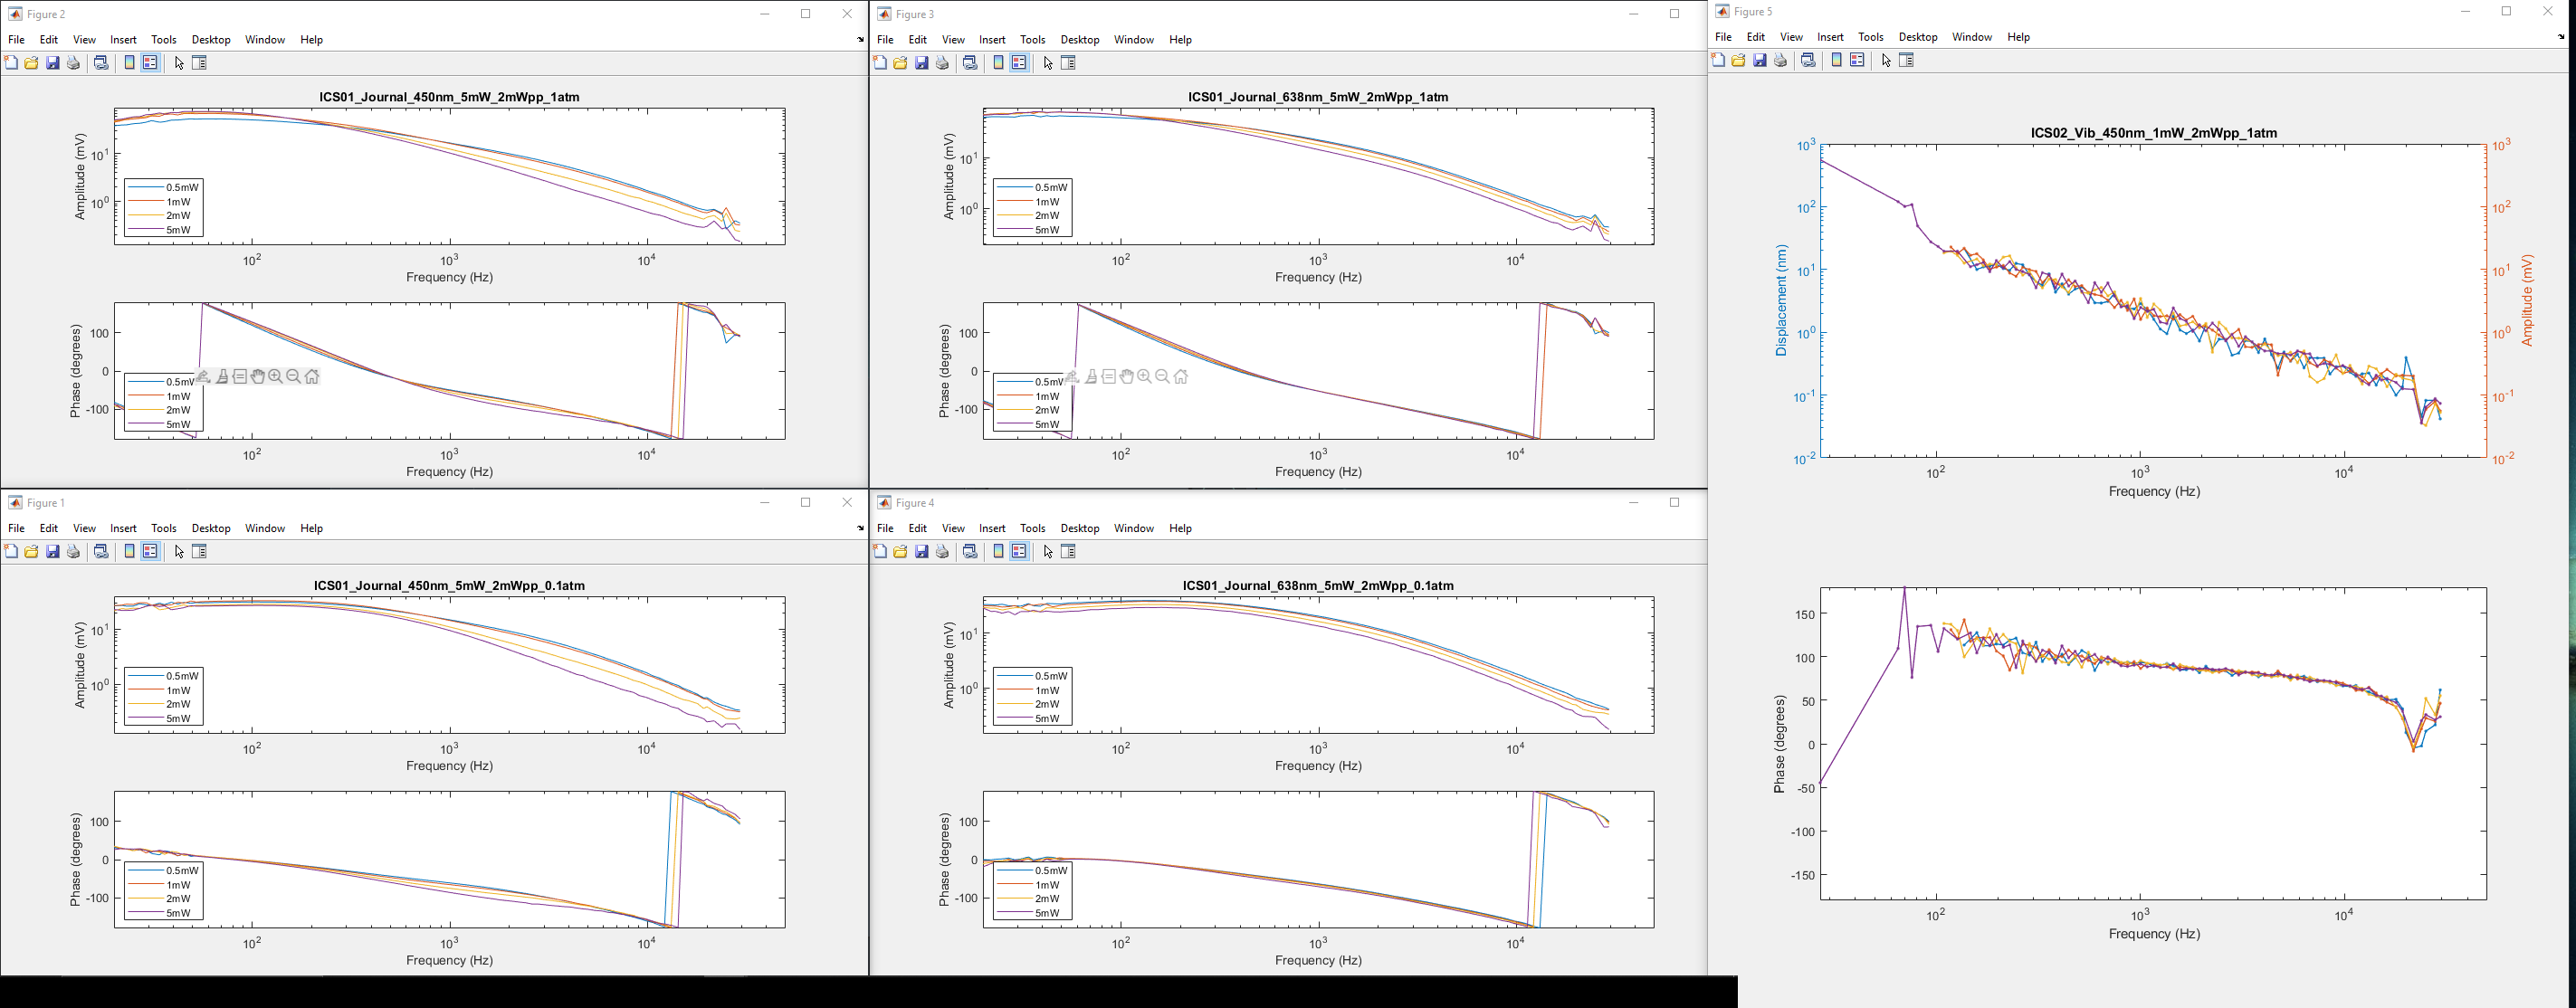 Figure 2
File Edit View Insert Tools Desktop Window Help
ICS01_Journal_450nm_5mW_2mWpp_1atm
Amplitude (mV)
10^1
10^0
0.5mW
1mW
2mW
5mW
10^2 10^3 10^4
Frequency (Hz)
Phase (degrees)
100
0
-100
0.5mW
1mW
2mW
5mW
10^2 10^3 10^4
Frequency (Hz)
Figure 3
File Edit View Insert Tools Desktop Window Help
ICS01_Journal_638nm_5mW_2mWpp_1atm
Amplitude (mV)
10^1
10^0
0.5mW
1mW
2mW
5mW
10^2 10^3 10^4
Frequency (Hz)
Phase (degrees)
100
0
-100
0.5mW
1mW
2mW
5mW
10^2 10^3 10^4
Frequency (Hz)
Figure 1
File Edit View Insert Tools Desktop Window Help
ICS01_Journal_450nm_5mW_2mWpp_0.1atm
Amplitude (mV)
10^1
10^0
0.5mW
1mW
2mW
5mW
10^2 10^3 10^4
Frequency (Hz)
Phase (degrees)
100
0
-100
0.5mW
1mW
2mW
5mW
10^2 10^3 10^4
Frequency (Hz)
Figure 4
File Edit View Insert Tools Desktop Window Help
ICS01_Journal_638nm_5mW_2mWpp_0.1atm
Amplitude (mV)
10^1
10^0
0.5mW
1mW
2mW
5mW
10^2 10^3 10^4
Frequency (Hz)
Phase (degrees)
100
0
-100
0.5mW
1mW
2mW
5mW
10^2 10^3 10^4
Frequency (Hz)
Figure 5
File Edit View Insert Tools Desktop Window Help
ICS02_Vib_450nm_1mW_2mWpp_1atm
Displacement (nm)
10^3
10^2
10^1
10^0
10^-1
10^-2
Amplitude (mV)
10^3
10^2
10^1
10^0
10^-1
10^-2
10^2 10^3 10^4
Frequency (Hz)
Phase (degrees)
150
100
50
0
-50
-100
-150
10^2 10^3 10^4
Frequency (Hz)